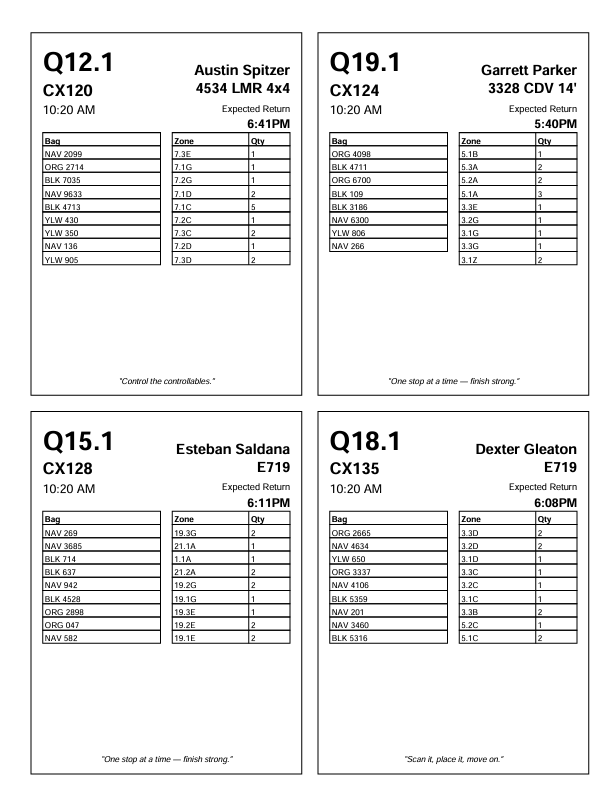 Q12.1
Austin Spitzer
CX120
4534 LMR 4x4
10:20 AM
Expected Return
6:41PM
Bag Zone Qty
NAV 2099 7.3E 1
ORG 2714 7.1G 1
BLK 7035 7.2G 1
NAV 9633 7.1D 2
BLK 4713 7.1C 5
YLW 430 7.2C 1
YLW 350 7.3C 2
NAV 136 7.2D 1
YLW 905 7.3D 2
"Control the controllables."
Q19.1
Garrett Parker
CX124
3328 CDV 14'
10:20 AM
Expected Return
5:40PM
Bag Zone Qty
ORG 4098 5.1B 1
BLK 4711 5.3A 2
ORG 6700 5.2A 2
BLK 109 5.1A 3
BLK 3186 3.3E 1
NAV 6300 3.2G 1
YLW 806 3.1G 1
NAV 266 3.3G 1
3.1Z 2
"One stop at a time — finish strong."
Q15.1
Esteban Saldana
CX128
E719
10:20 AM
Expected Return
6:11PM
Bag Zone Qty
NAV 269 19.3G 2
NAV 3685 21.1A 1
BLK 714 1.1A 1
BLK 637 21.2A 2
NAV 942 19.2G 2
BLK 4528 19.1G 1
ORG 2898 19.3E 1
ORG 047 19.2E 2
NAV 582 19.1E 2
"One stop at a time — finish strong."
Q18.1
Dexter Gleaton
CX135
E719
10:20 AM
Expected Return
6:08PM
Bag Zone Qty
ORG 2665 3.3D 2
NAV 4634 3.2D 2
YLW 650 3.1D 1
ORG 3337 3.3C 1
NAV 4106 3.2C 1
BLK 5359 3.1C 1
NAV 201 3.3B 2
NAV 3460 5.2C 1
BLK 5316 5.1C 2
"Scan it, place it, move on."